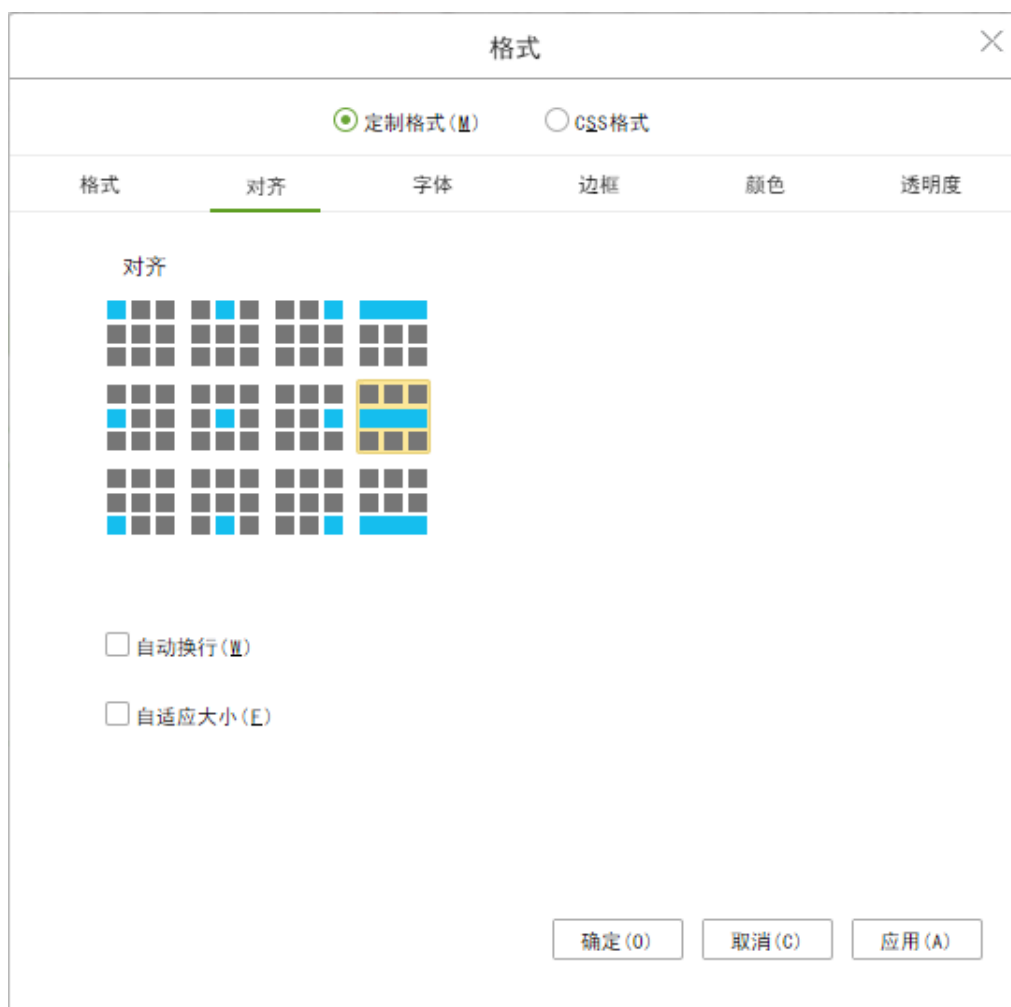 格式
定制格式(M) CSS格式
格式 对齐 字体 边框 颜色 透明度
对齐
自动换行(W)
自适应大小(F)
确定(O) 取消(C) 应用(A)